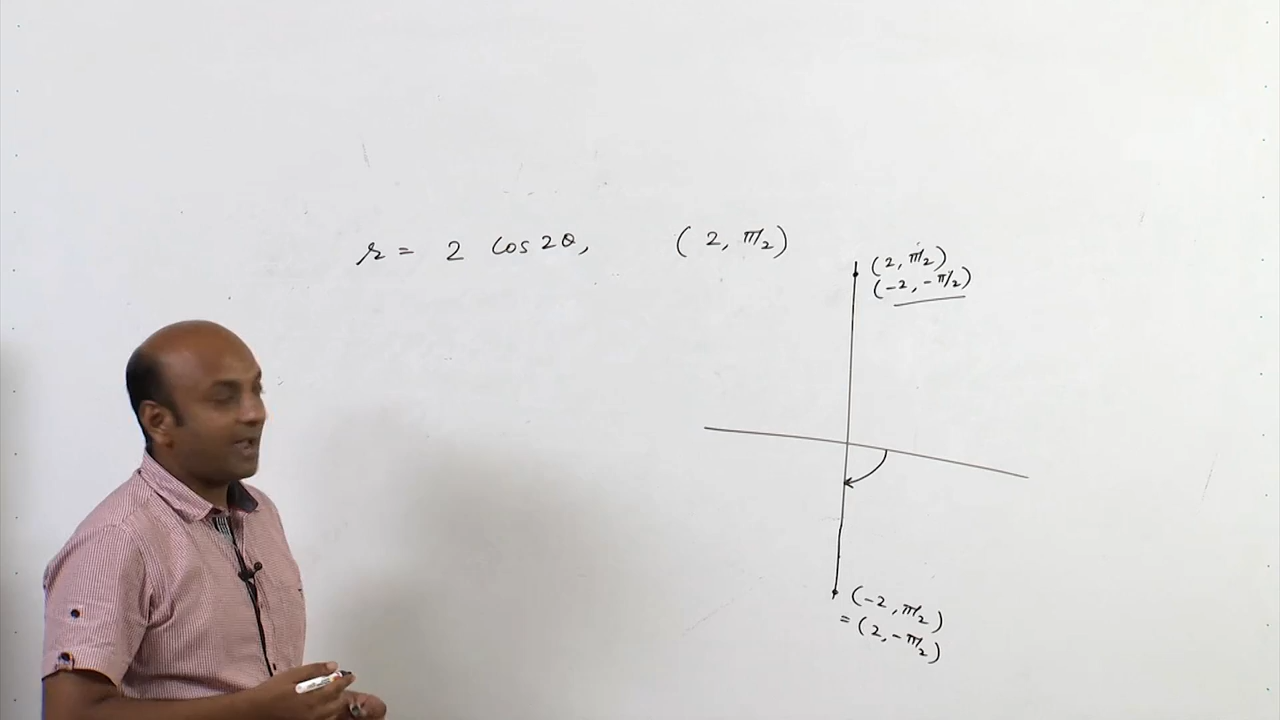 r = 2 cos 2θ, (2, π/2)
(2, π/2)
(-2, -π/2)
(-2, π/2)
= (2, -π/2)